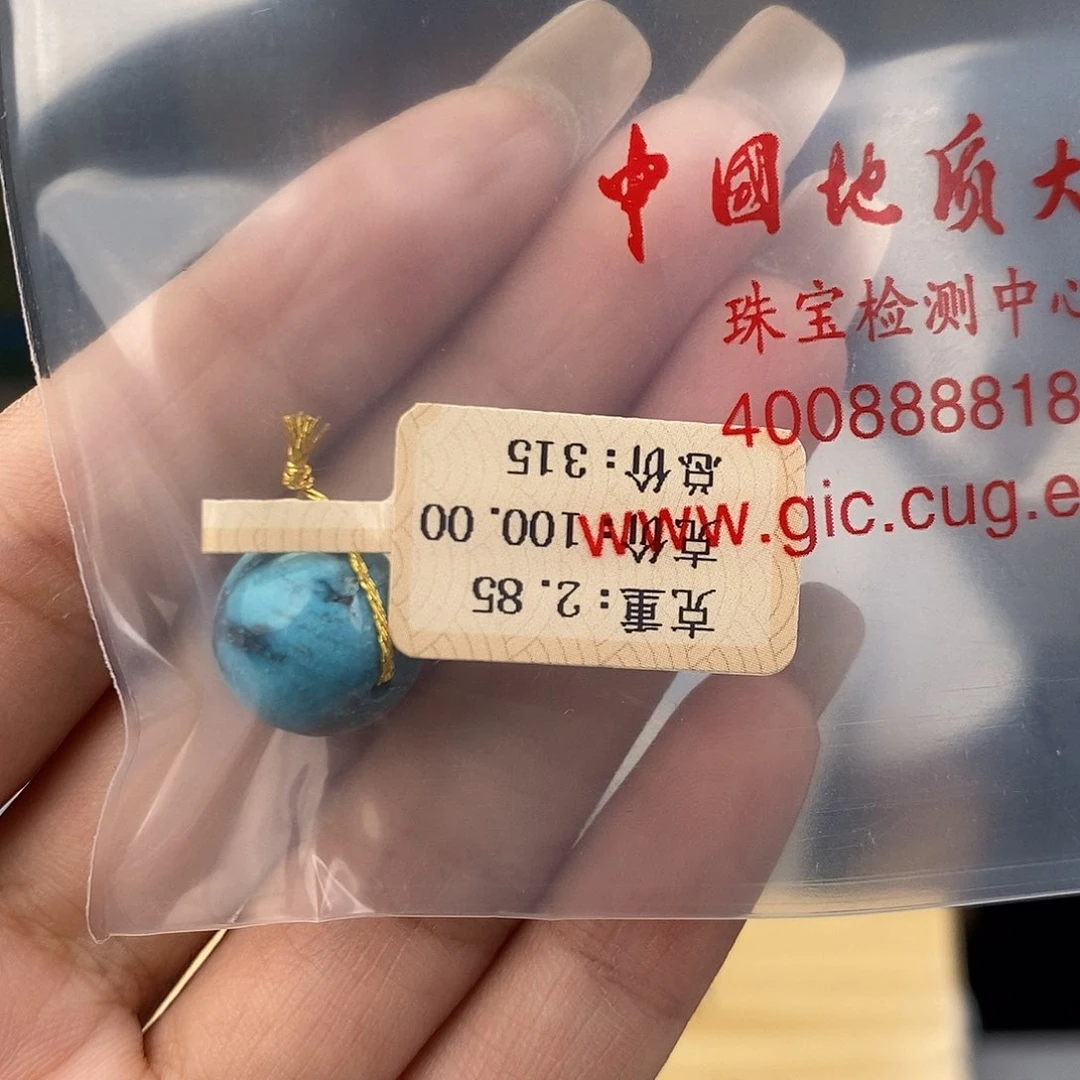 中國地质大
珠宝检测中心
400888818
www.gic.cug.e
克重:2.85
克价:100.00
总价:315